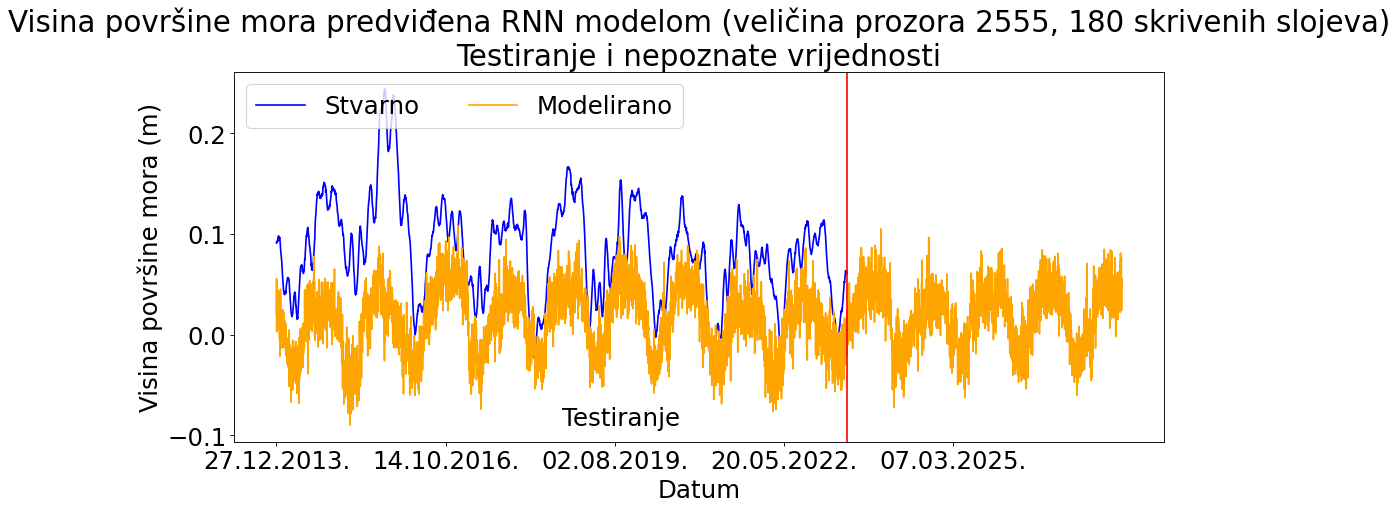 Visina površine mora predviđena RNN modelom (veličina prozora 2555, 180 skrivenih slojeva)
Testiranje i nepoznate vrijednosti
Stvarno Modelirano
Visina površine mora (m)
0.2
0.1
0.0
−0.1
Testiranje
27.12.2013. 14.10.2016. 02.08.2019. 20.05.2022. 07.03.2025.
Datum